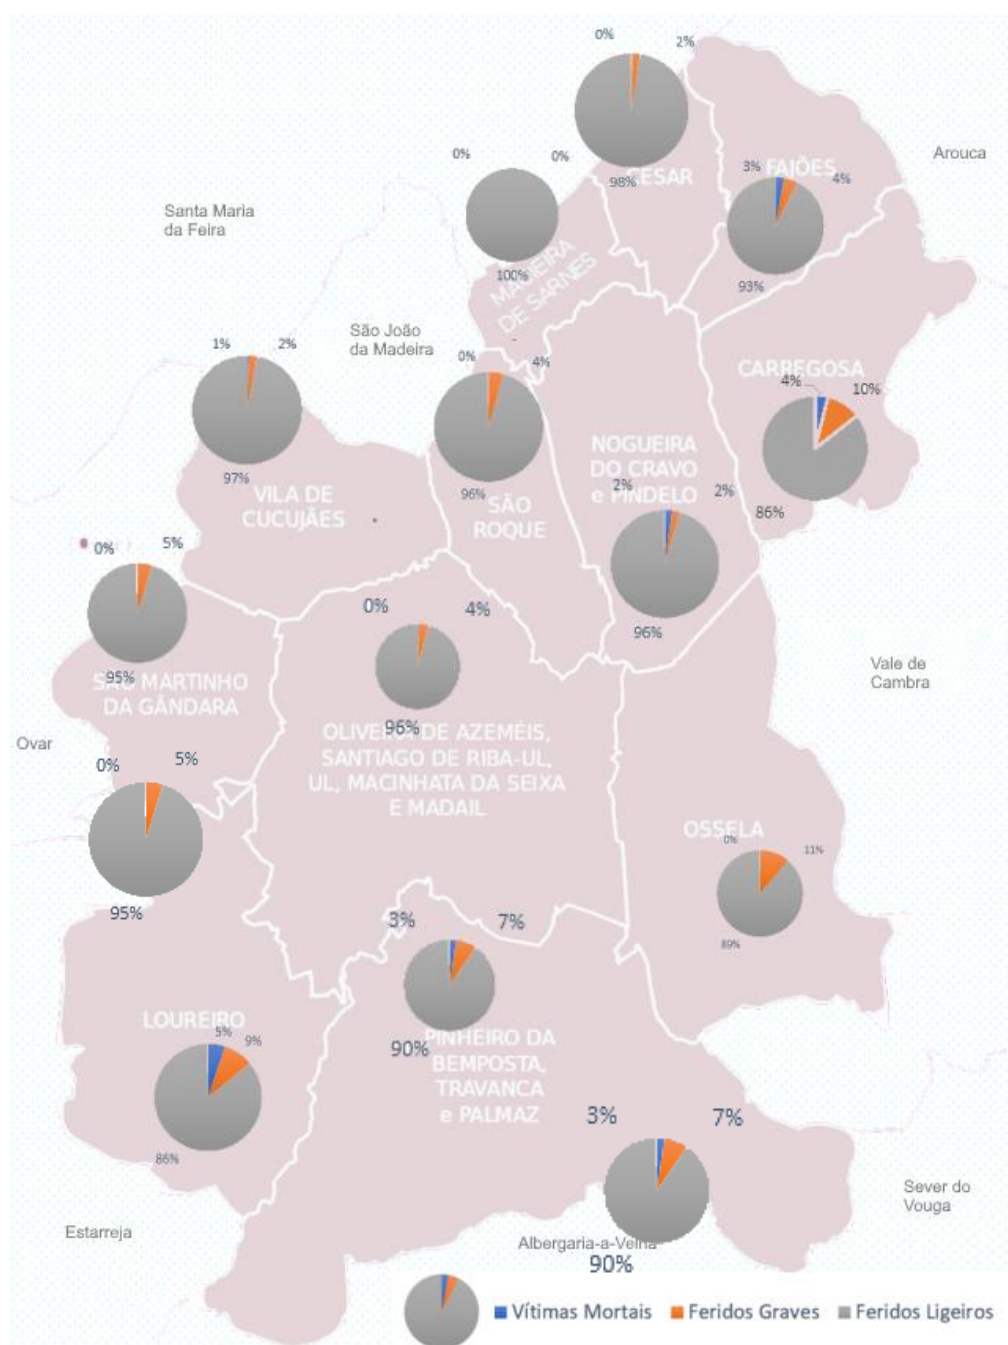 0%
2%
98%
CESAR
Arouca
0%
0%
100%
MACIEIRA
DE SARNES
3%
FAJÕES
4%
93%
Santa Maria
da Feira
São João
da Madeira
1%
2%
97%
VILA DE
CUCUJÃES
0%
4%
96%
SÃO
ROQUE
NOGUEIRA
DO CRAVO
e PINDELO
2%
2%
96%
CARREGOSA
4%
10%
86%
0%
5%
95%
SÃO MARTINHO
DA GÂNDARA
0%
4%
96%
OLIVEIRA DE AZEMÉIS,
SANTIAGO DE RIBA-UL,
UL, MACINHATA DA SEIXA
E MADAIL
Vale de
Cambra
Ovar
0%
5%
95%
OSSELA
0%
11%
89%
3%
7%
90%
PINHEIRO DA
BEMPOSTA,
TRAVANCA
e PALMAZ
LOUREIRO
5%
9%
86%
3%
7%
90%
Sever do
Vouga
Estarreja
Albergaria-a-Velha
Vítimas Mortais
Feridos Graves
Feridos Ligeiros